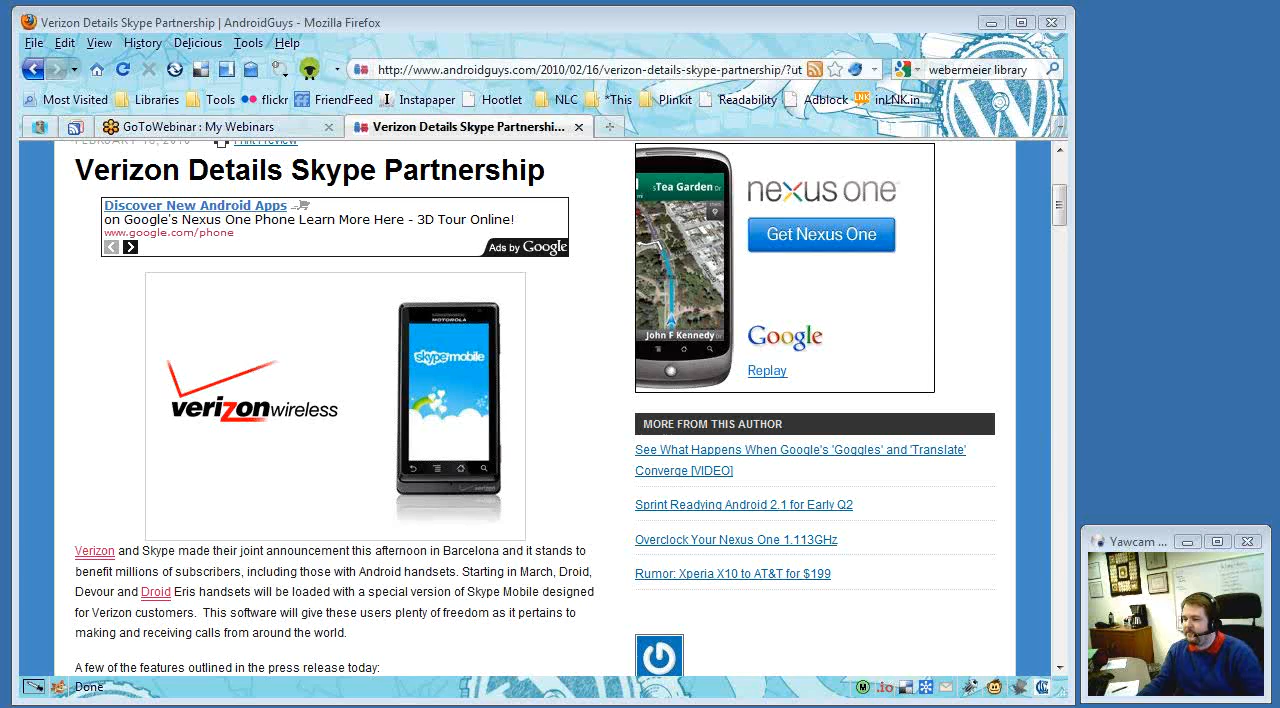 Verizon Details Skype Partnership | AndroidGuys - Mozilla Firefox
File Edit View History Delicious Tools Help
http://www.androidguys.com/2010/02/16/verizon-details-skype-partnership/?ut
webermeier library
Most Visited Libraries Tools flickr FriendFeed Instapaper Hootlet NLC *This Plinkit Readability Adblock inLNK.in
GoToWebinar : My Webinars
Verizon Details Skype Partnershi...
Print Preview
Verizon Details Skype Partnership
Discover New Android Apps
on Google's Nexus One Phone Learn More Here - 3D Tour Online!
www.google.com/phone
Ads by Google
MOTOROLA
skypemobile
verizonwireless
verizon
Verizon and Skype made their joint announcement this afternoon in Barcelona and it stands to
benefit millions of subscribers, including those with Android handsets. Starting in March, Droid,
Devour and Droid Eris handsets will be loaded with a special version of Skype Mobile designed
for Verizon customers. This software will give these users plenty of freedom as it pertains to
making and receiving calls from around the world.
A few of the features outlined in the press release today:
Tea Garden Dr
John F Kennedy Dr
nexus one
Get Nexus One
Google
Replay
MORE FROM THIS AUTHOR
See What Happens When Google's 'Goggles' and 'Translate'
Converge [VIDEO]
Sprint Readying Android 2.1 for Early Q2
Overclock Your Nexus One 1.113GHz
Rumor: Xperia X10 to AT&T for $199
Done
.io
Yawcam ...